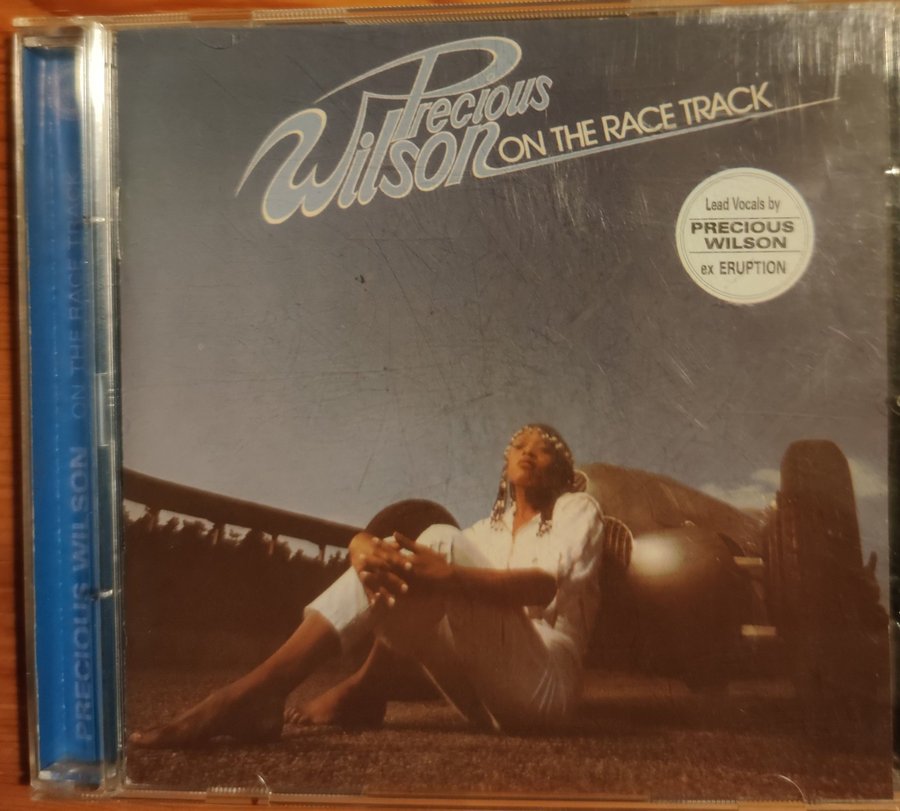 Precious
Wilson ON THE RACE TRACK
Lead Vocals by
PRECIOUS
WILSON
ex ERUPTION
PRECIOUS WILSON ON THE RACE TRACK